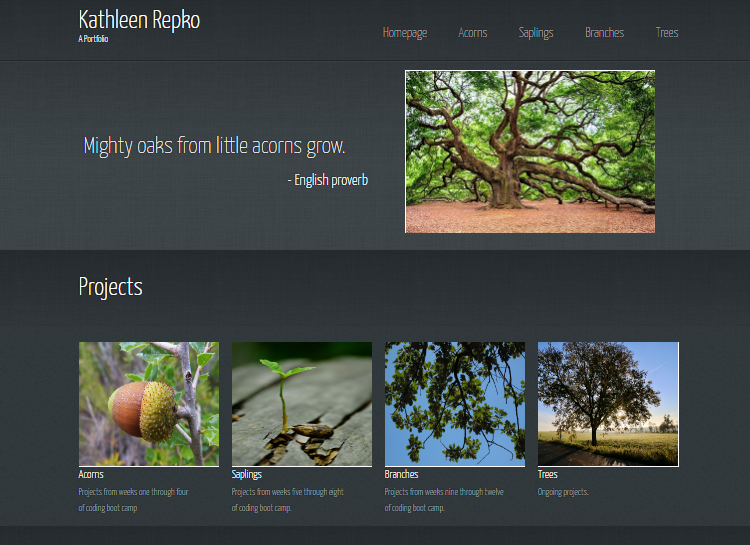 Kathleen Repko
A Portfolio
Homepage Acorns Saplings Branches Trees
Mighty oaks from little acorns grow.
- English proverb
Projects
Acorns
Projects from weeks one through four
of coding boot camp
Saplings
Projects from weeks five through eight
of coding boot camp.
Branches
Projects from weeks nine through twelve
of coding boot camp.
Trees
Ongoing projects.